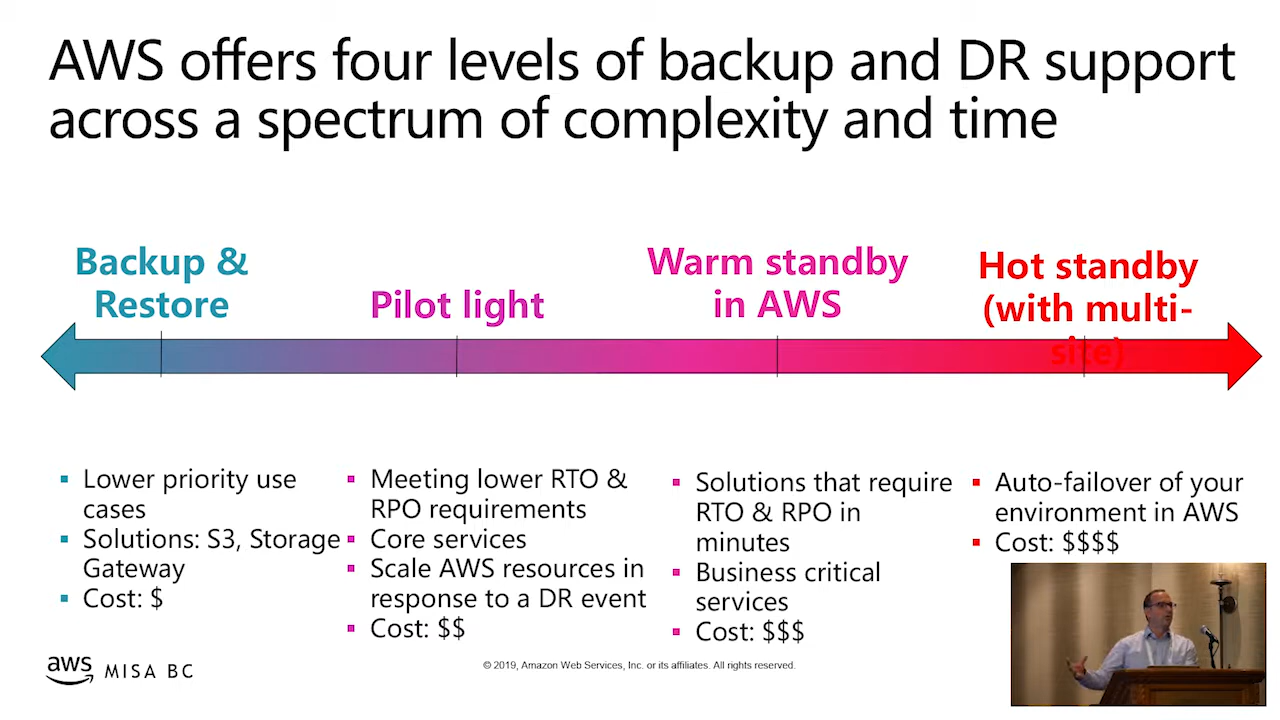 AWS offers four levels of backup and DR support
across a spectrum of complexity and time
Backup &
Restore
Pilot light
Warm standby
in AWS
Hot standby
(with multi-
site)
Lower priority use
cases
Solutions: S3, Storage
Gateway
Cost: $
Meeting lower RTO &
RPO requirements
Core services
Scale AWS resources in
response to a DR event
Cost: $$
Solutions that require
RTO & RPO in
minutes
Business critical
services
Cost: $$$
Auto-failover of your
environment in AWS
Cost: $$$$
aws
MISA BC
© 2019, Amazon Web Services, Inc. or its affiliates. All rights reserved.